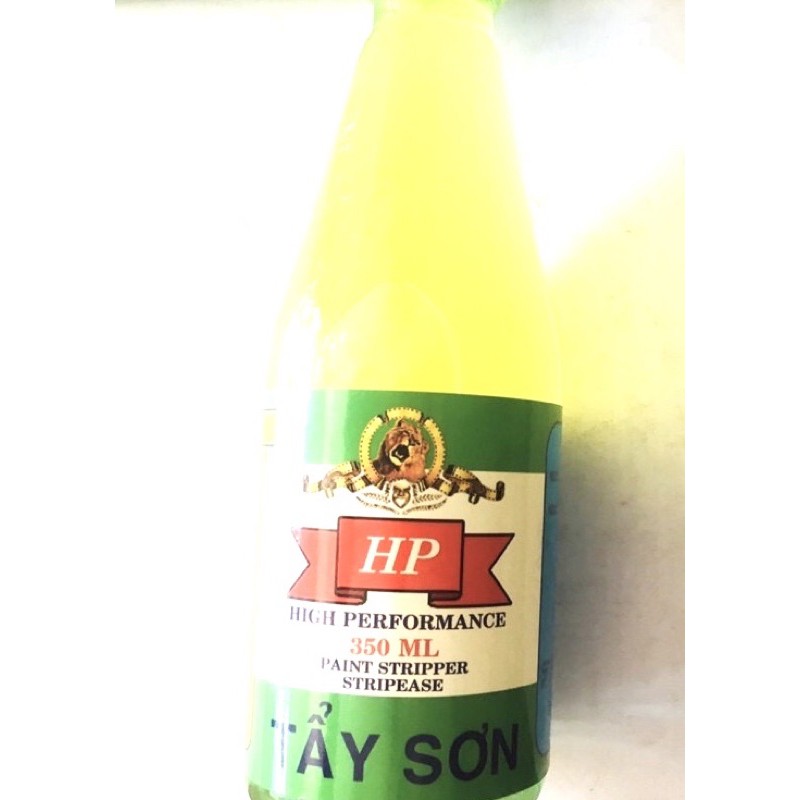 HP
HIGH PERFORMANCE
350 ML
PAINT STRIPPER
STRIPEASE
TẨY SƠN